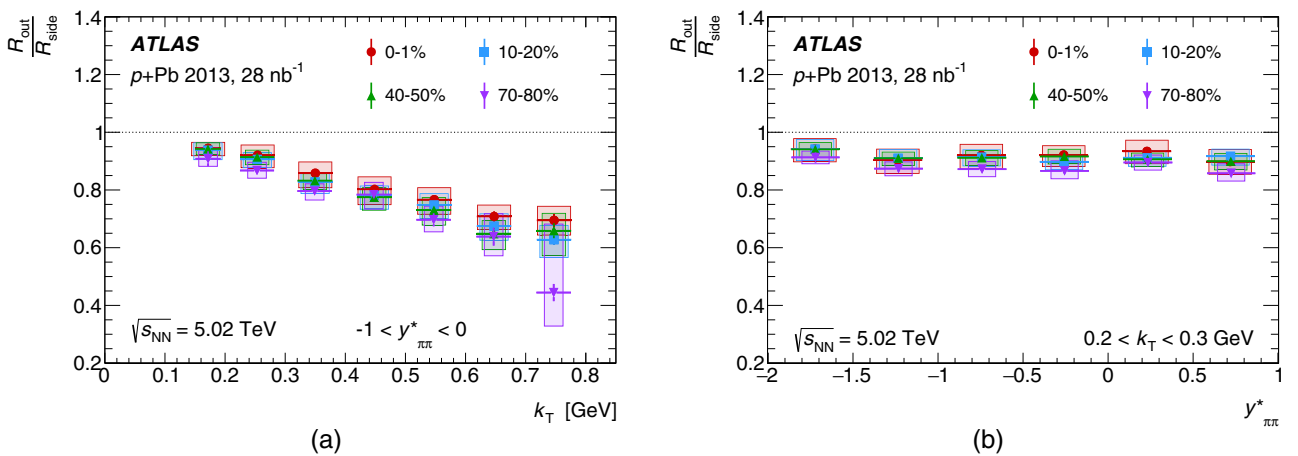 R_out/R_side
1.4
1.2
1
0.8
0.6
0.4
0.2
ATLAS
p+Pb 2013, 28 nb⁻¹
0-1% 10-20%
40-50% 70-80%
√s_NN = 5.02 TeV -1 < y*_ππ < 0
0 0.1 0.2 0.3 0.4 0.5 0.6 0.7 0.8
k_T [GeV]
(a)
R_out/R_side
1.4
1.2
1
0.8
0.6
0.4
0.2
ATLAS
p+Pb 2013, 28 nb⁻¹
0-1% 10-20%
40-50% 70-80%
√s_NN = 5.02 TeV 0.2 < k_T < 0.3 GeV
−2 −1.5 −1 −0.5 0 0.5 1
y*_ππ
(b)